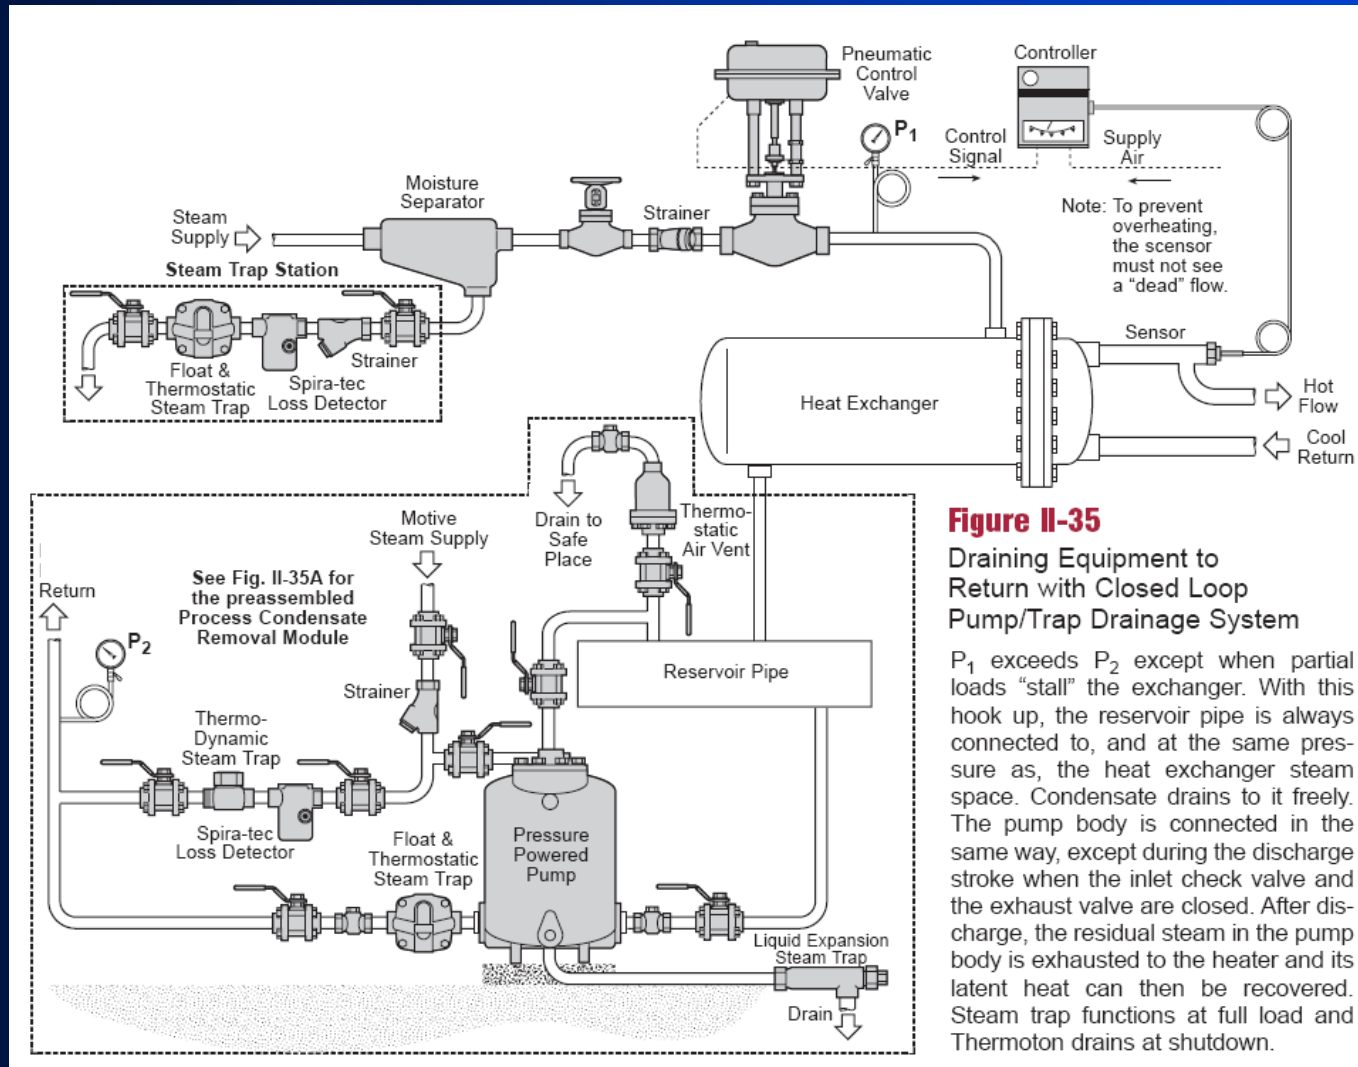 Pneumatic
Control
Valve
Controller
P1
Control
Signal
Supply
Air
Moisture
Separator
Steam
Supply
Strainer
Note: To prevent
overheating,
the scensor
must not see
a “dead” flow.
Steam Trap Station
Sensor
Strainer
Float &
Thermostatic
Steam Trap
Spira-tec
Loss Detector
Heat Exchanger
Hot
Flow
Cool
Return
Drain to
Safe
Place
Thermo-
static
Air Vent
Motive
Steam Supply
See Fig. II-35A for
the preassembled
Process Condensate
Removal Module
Return
P2
Strainer
Reservoir Pipe
Thermo-
Dynamic
Steam Trap
Spira-tec
Loss Detector
Float &
Thermostatic
Steam Trap
Pressure
Powered
Pump
Liquid Expansion
Steam Trap
Drain
Figure II-35
Draining Equipment to
Return with Closed Loop
Pump/Trap Drainage System
P1 exceeds P2 except when partial
loads “stall” the exchanger. With this
hook up, the reservoir pipe is always
connected to, and at the same pres-
sure as, the heat exchanger steam
space. Condensate drains to it freely.
The pump body is connected in the
same way, except during the discharge
stroke when the inlet check valve and
the exhaust valve are closed. After dis-
charge, the residual steam in the pump
body is exhausted to the heater and its
latent heat can then be recovered.
Steam trap functions at full load and
Thermoton drains at shutdown.